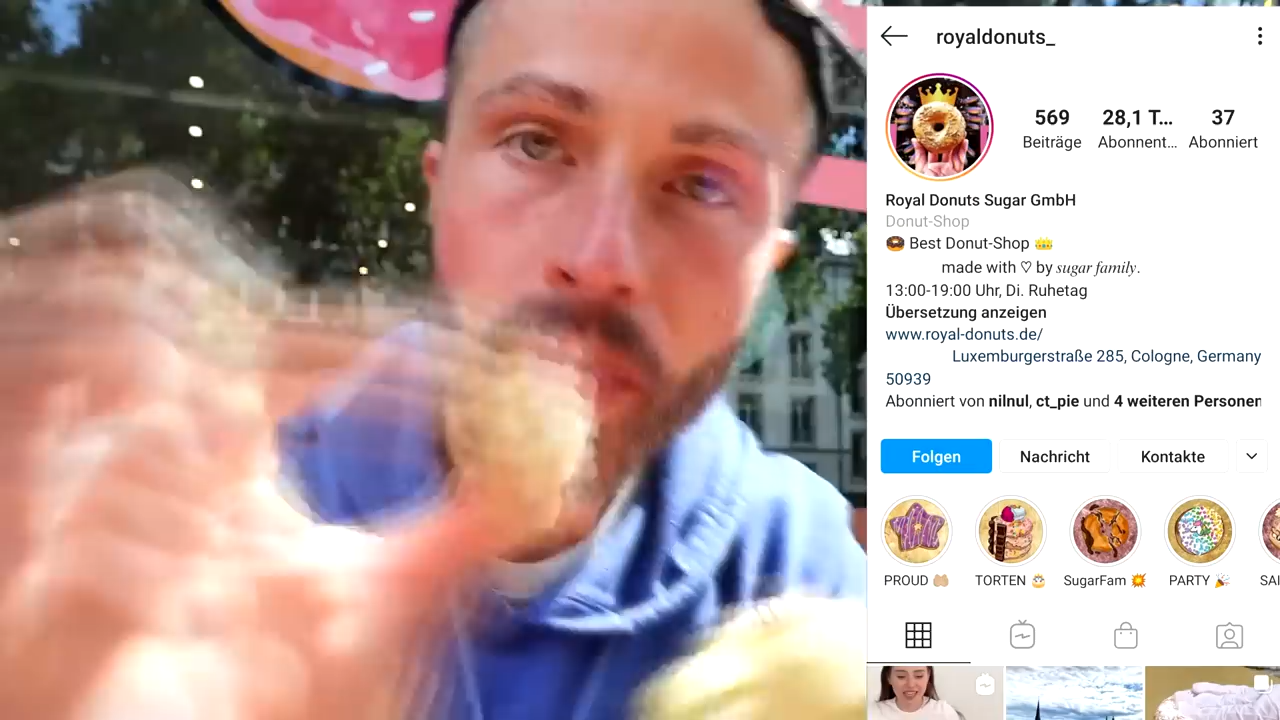 royaldonuts_
569
28,1 T...
37
Beiträge
Abonnent...
Abonniert
Royal Donuts Sugar GmbH
Donut-Shop
🍩 Best Donut-Shop 👑
made with ♡ by sugar family.
13:00-19:00 Uhr, Di. Ruhetag
Übersetzung anzeigen
www.royal-donuts.de/
Luxemburgerstraße 285, Cologne, Germany
50939
Abonniert von nilnul, ct_pie und 4 weiteren Personen
Folgen
Nachricht
Kontakte
PROUD 🤲🏼
TORTEN 🎂
SugarFam 💥
PARTY 🎉